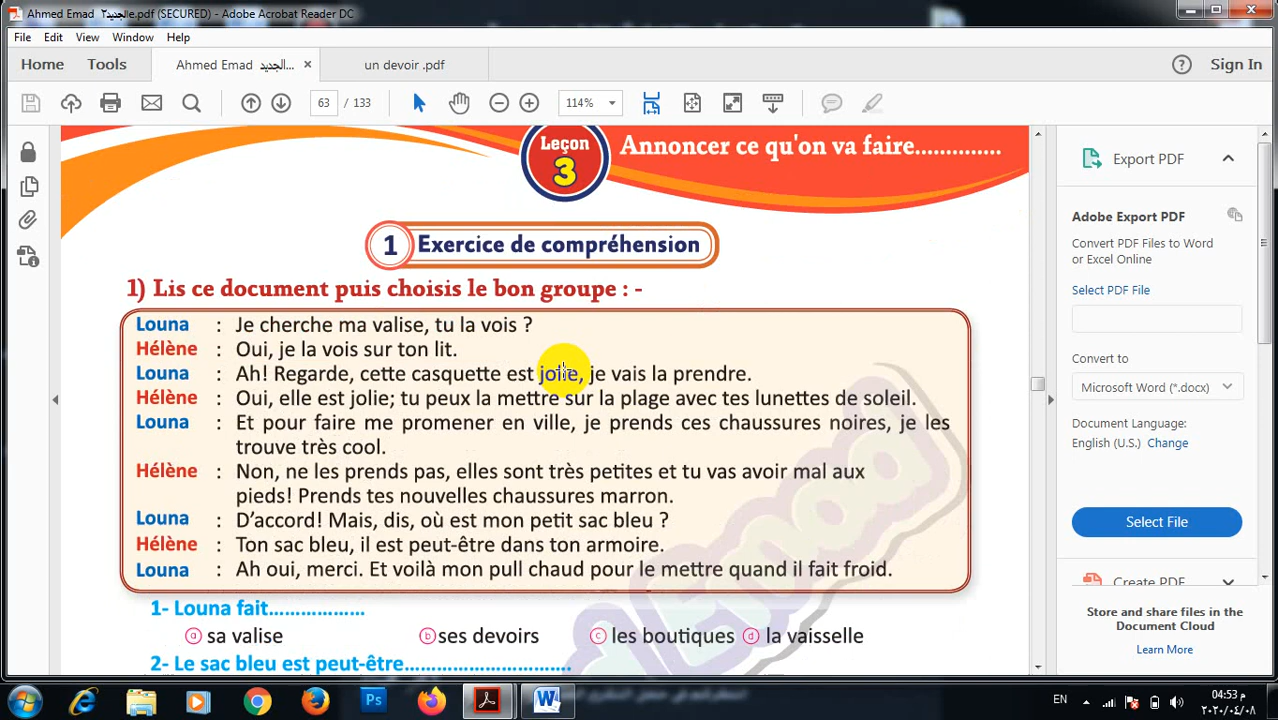 Ahmed Emad الجديد٢le.pdf (SECURED) - Adobe Acrobat Reader DC
File Edit View Window Help
Home Tools Ahmed Emad الجديد... × un devoir .pdf Sign In
63 / 133 114%
Leçon
3
Annoncer ce qu'on va faire.............
1 Exercice de compréhension
1) Lis ce document puis choisis le bon groupe : -
Louna : Je cherche ma valise, tu la vois ?
Hélène : Oui, je la vois sur ton lit.
Louna : Ah! Regarde, cette casquette est jolie, je vais la prendre.
Hélène : Oui, elle est jolie; tu peux la mettre sur la plage avec tes lunettes de soleil.
Louna : Et pour faire me promener en ville, je prends ces chaussures noires, je les
trouve très cool.
Hélène : Non, ne les prends pas, elles sont très petites et tu vas avoir mal aux
pieds! Prends tes nouvelles chaussures marron.
Louna : D'accord! Mais, dis, où est mon petit sac bleu ?
Hélène : Ton sac bleu, il est peut-être dans ton armoire.
Louna : Ah oui, merci. Et voilà mon pull chaud pour le mettre quand il fait froid.
1- Louna fait..................
a sa valise b ses devoirs c les boutiques d la vaisselle
2- Le sac bleu est peut-être...............................
Export PDF
Adobe Export PDF
Convert PDF Files to Word
or Excel Online
Select PDF File
Convert to
Microsoft Word (*.docx)
Document Language:
English (U.S.) Change
Select File
Create PDF
Store and share files in the
Document Cloud
Learn More
EN
04:53 م
٢٠٢٠/٠٤/٠٨